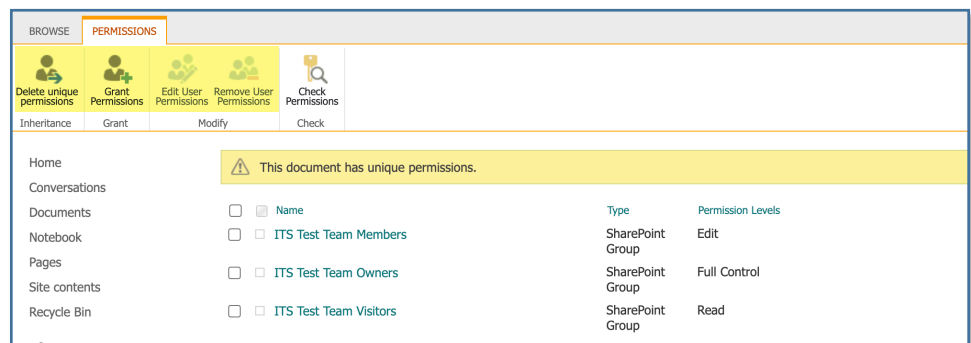 BROWSE PERMISSIONS
Delete unique permissions
Grant Permissions
Edit User Permissions
Remove User Permissions
Check Permissions
Inheritance Grant Modify Check
Home
Conversations
Documents
Notebook
Pages
Site contents
Recycle Bin
This document has unique permissions.
Name Type Permission Levels
ITS Test Team Members SharePoint Group Edit
ITS Test Team Owners SharePoint Group Full Control
ITS Test Team Visitors SharePoint Group Read